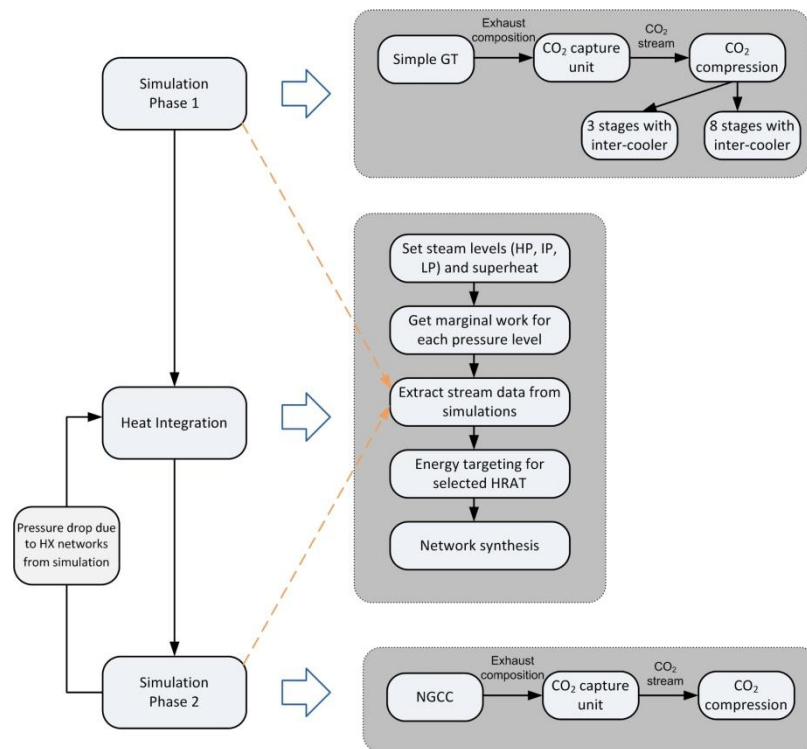 Simulation
Phase 1
Exhaust
composition
CO₂
stream
Simple GT
CO₂ capture
unit
CO₂
compression
3 stages with
inter-cooler
8 stages with
inter-cooler
Set steam levels (HP, IP,
LP) and superheat
Get marginal work for
each pressure level
Heat Integration
Extract stream data from
simulations
Energy targeting for
selected HRAT
Network synthesis
Pressure drop due
to HX networks
from simulation
Simulation
Phase 2
Exhaust
composition
CO₂
stream
NGCC
CO₂ capture
unit
CO₂
compression